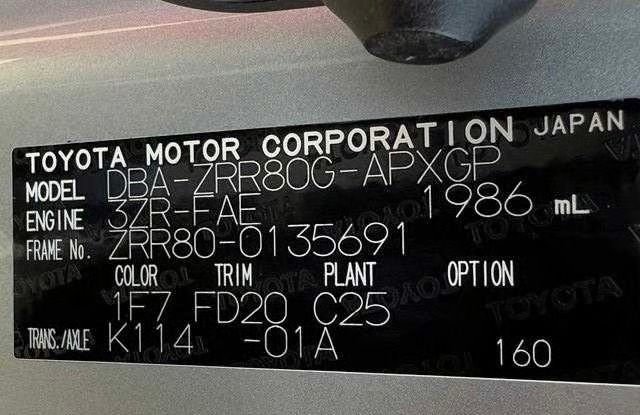 TOYOTA MOTOR CORPORATION JAPAN
MODEL DBA-ZRR80G-APXGP
ENGINE 3ZR-FAE 1986 mL
FRAME No. ZRR80-0135691
COLOR TRIM PLANT OPTION
1F7 FD20 C25
TRANS./AXLE K114 -01A 160